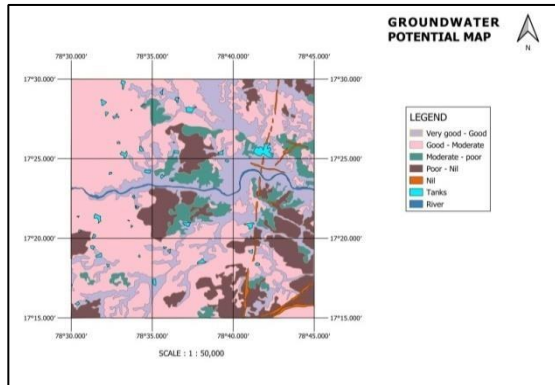 GROUNDWATER
POTENTIAL MAP
N
78°30.000' 78°35.000' 78°40.000' 78°45.000'
17°30.000' 17°30.000'
17°25.000' 17°25.000'
17°20.000' 17°20.000'
17°15.000' 17°15.000'
78°30.000' 78°35.000' 78°40.000' 78°45.000'
SCALE : 1 : 50,000
LEGEND
Very good - Good
Good - Moderate
Moderate - poor
Poor - Nil
Nil
Tanks
River